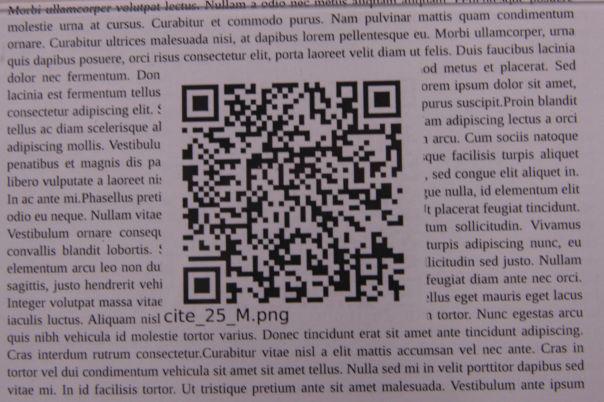 Morbi ullamcorper volutpat lectus. Nullam a odio nec metus aliquam aliquam
molestie urna at cursus. Curabitur et commodo purus. Nam pulvinar mattis quam condimentum
ornare. Curabitur ultrices malesuada nisi, at dapibus lorem pellentesque eu. Morbi ullamcorper, urna
quis dapibus posuere, orci risus consectetur elit, porta laoreet velit diam ut felis. Duis faucibus lacinia
dolor nec fermentum. Don od metus et placerat. Sed
lacinia est fermentum tellus orem ipsum dolor sit amet,
consectetur adipiscing elit. purus suscipit.Proin blandit
tellus ac diam scelerisque al am adipiscing lectus a orci
adipiscing mollis. Vestibulu arcu. Cum sociis natoque
penatibus et magnis dis pa que facilisis turpis aliquet
libero vulputate a laoreet , sed congue elit aliquet in.
In ac ante mi.Phasellus preti ue nulla, id elementum elit
odio eu neque. Nullam vitae t placerat feugiat tincidunt.
Vestibulum ornare consequ tum sollicitudin. Vivamus
convallis blandit lobortis. turpis adipiscing nunc, eu
elementum arcu leo non du llicitudin sed justo. Nullam
sagittis, justo hendrerit vehi feugiat diam ante nec orci.
Integer volutpat massa vitae llus eget mauris eget lacus
iaculis luctus. Aliquam nisl cite_25_M.png tortor. Nunc egestas arcu
quis nibh vehicula id molestie tortor varius. Donec tincidunt erat sit amet ante tincidunt adipiscing.
Cras interdum rutrum consectetur.Curabitur vitae nisl a elit mattis accumsan vel nec ante. Cras in
tortor vel dui condimentum vehicula sit amet sit amet tellus. Nulla sed mi in velit porttitor dapibus sed
vitae mi. In id facilisis tortor. Ut tristique pretium ante sit amet malesuada. Vestibulum ante ipsum